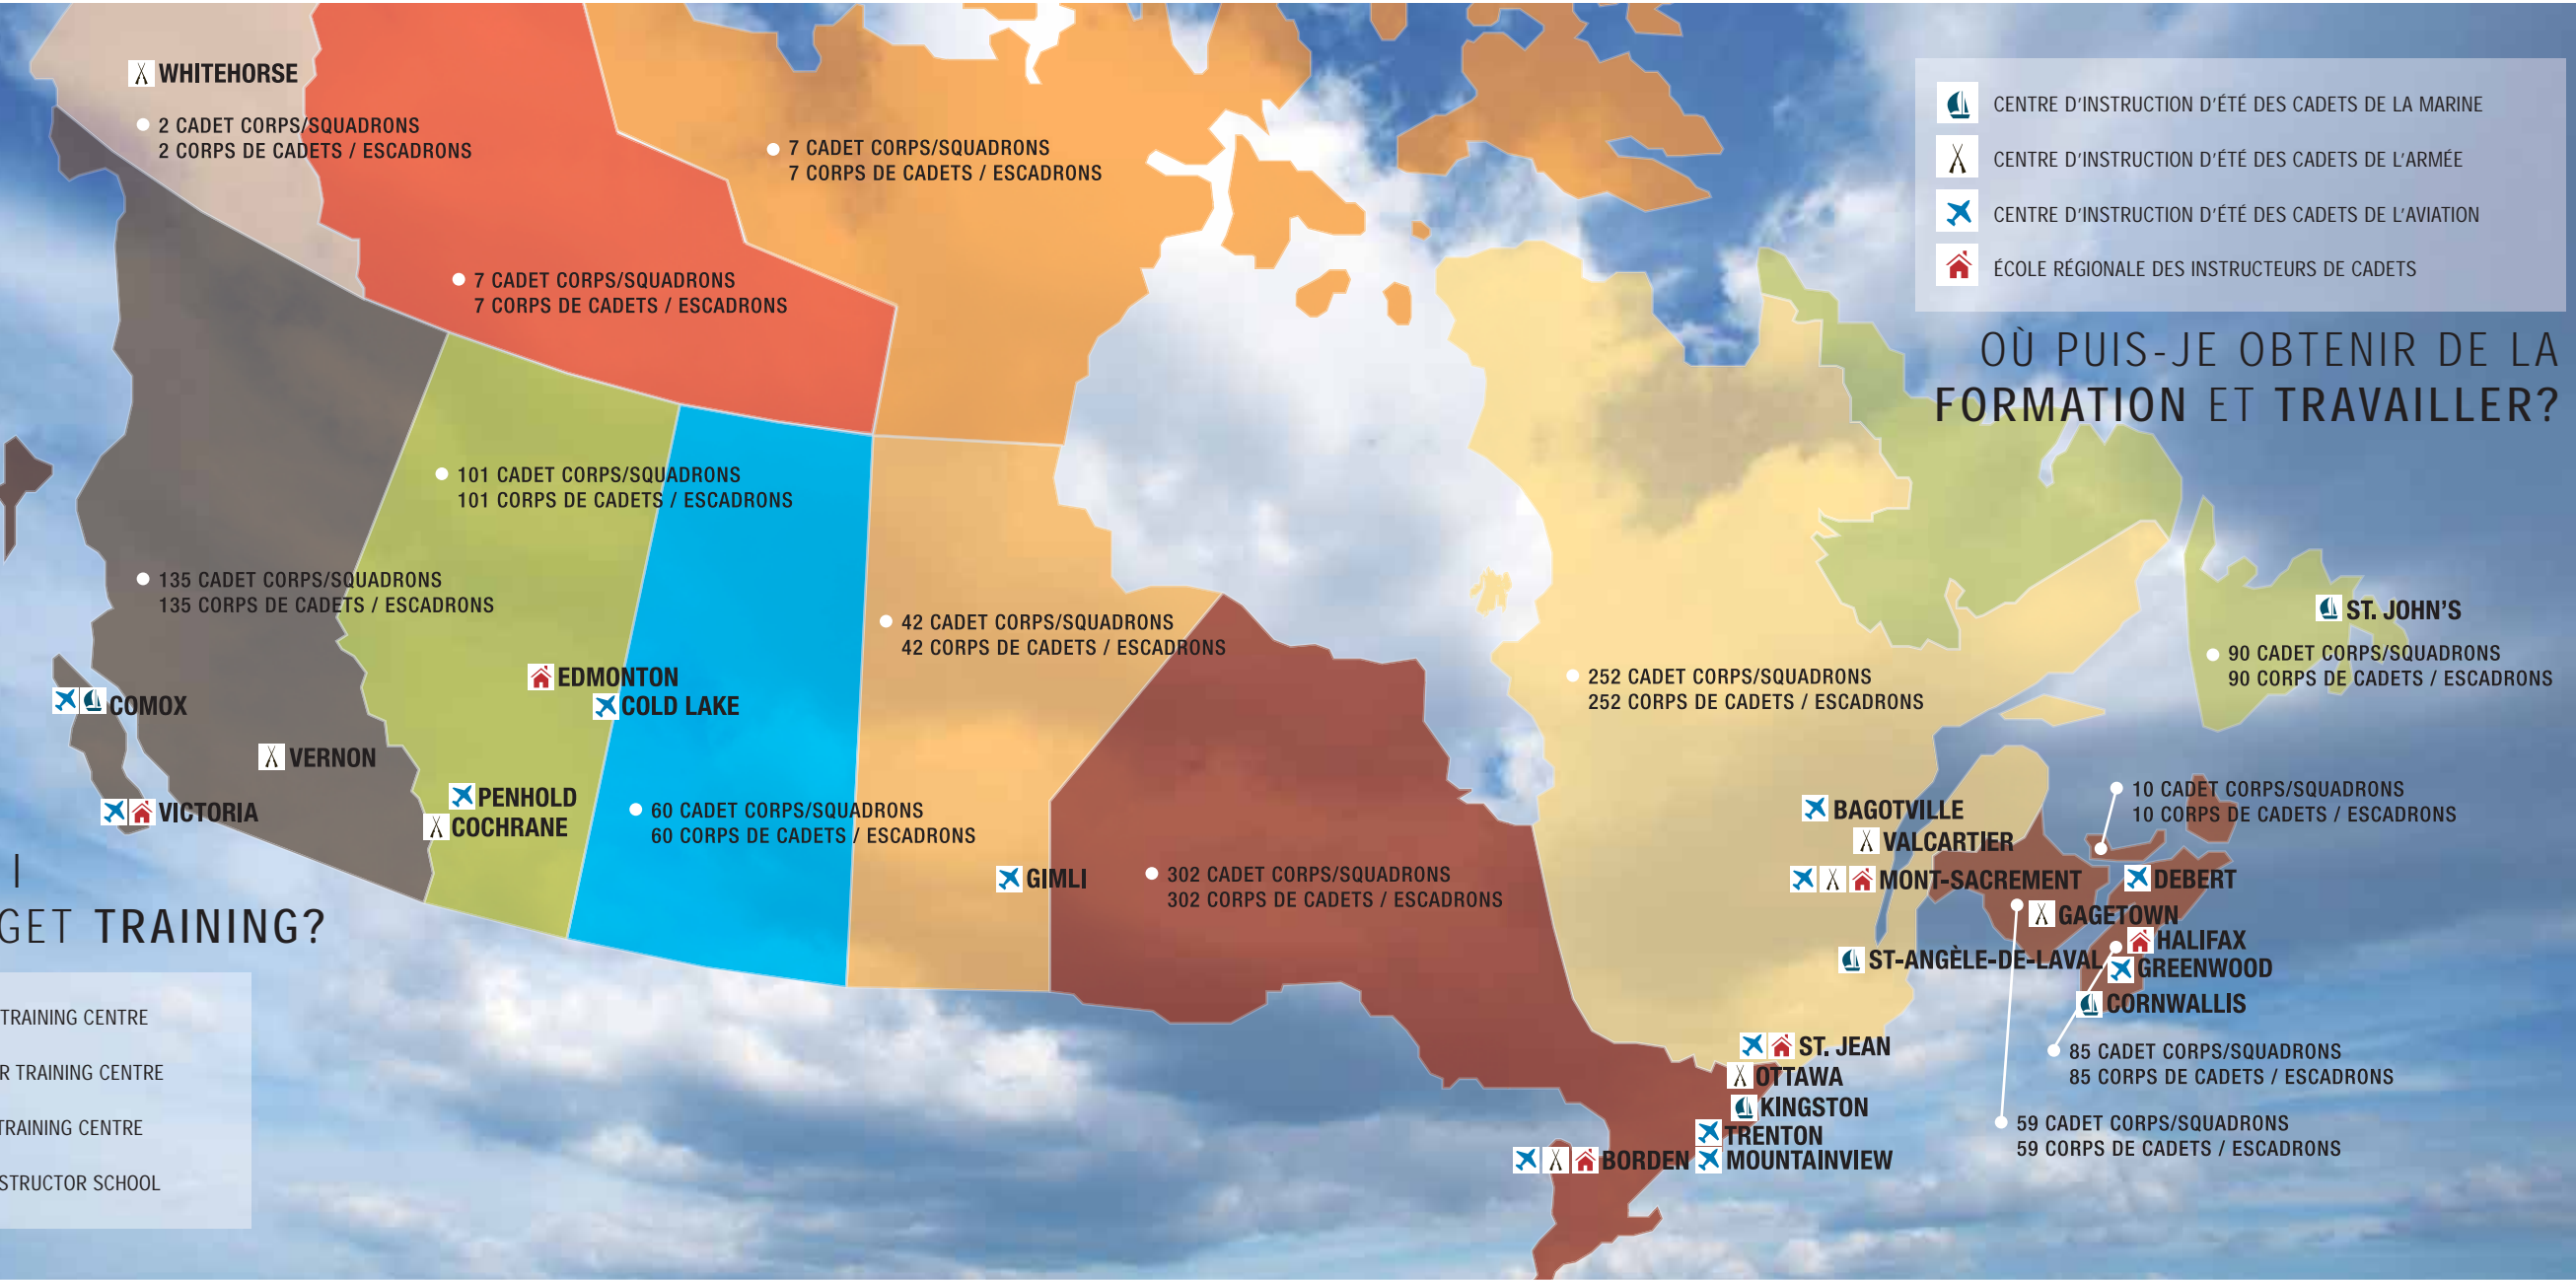 WHITEHORSE
2 CADET CORPS/SQUADRONS
2 CORPS DE CADETS / ESCADRONS
7 CADET CORPS/SQUADRONS
7 CORPS DE CADETS / ESCADRONS
7 CADET CORPS/SQUADRONS
7 CORPS DE CADETS / ESCADRONS
CENTRE D'INSTRUCTION D'ÉTÉ DES CADETS DE LA MARINE
CENTRE D'INSTRUCTION D'ÉTÉ DES CADETS DE L'ARMÉE
CENTRE D'INSTRUCTION D'ÉTÉ DES CADETS DE L'AVIATION
ÉCOLE RÉGIONALE DES INSTRUCTEURS DE CADETS
OÙ PUIS-JE OBTENIR DE LA
FORMATION ET TRAVAILLER?
101 CADET CORPS/SQUADRONS
101 CORPS DE CADETS / ESCADRONS
135 CADET CORPS/SQUADRONS
135 CORPS DE CADETS / ESCADRONS
42 CADET CORPS/SQUADRONS
42 CORPS DE CADETS / ESCADRONS
ST. JOHN'S
90 CADET CORPS/SQUADRONS
90 CORPS DE CADETS / ESCADRONS
252 CADET CORPS/SQUADRONS
252 CORPS DE CADETS / ESCADRONS
EDMONTON
COLD LAKE
COMOX
VERNON
VICTORIA
PENHOLD
COCHRANE
60 CADET CORPS/SQUADRONS
60 CORPS DE CADETS / ESCADRONS
GIMLI
302 CADET CORPS/SQUADRONS
302 CORPS DE CADETS / ESCADRONS
BAGOTVILLE
VALCARTIER
MONT-SACREMENT
10 CADET CORPS/SQUADRONS
10 CORPS DE CADETS / ESCADRONS
DEBERT
GAGETOWN
HALIFAX
ST-ANGÈLE-DE-LAVAL
GREENWOOD
CORNWALLIS
85 CADET CORPS/SQUADRONS
85 CORPS DE CADETS / ESCADRONS
59 CADET CORPS/SQUADRONS
59 CORPS DE CADETS / ESCADRONS
ST. JEAN
OTTAWA
KINGSTON
TRENTON
BORDEN
MOUNTAINVIEW
I
GET TRAINING?
TRAINING CENTRE
R TRAINING CENTRE
TRAINING CENTRE
STRUCTOR SCHOOL